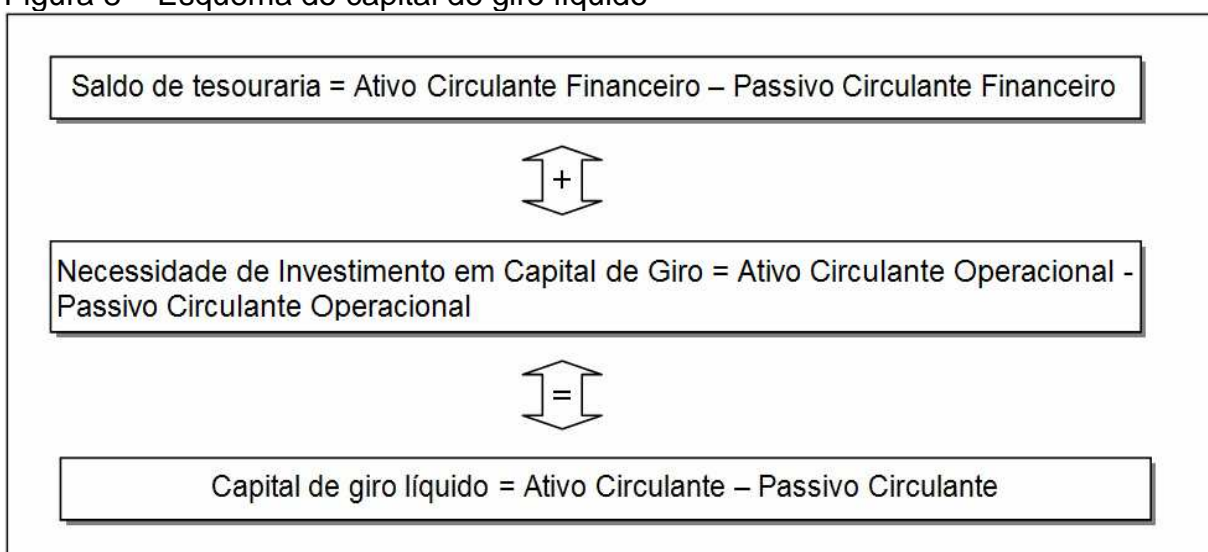 Figura 8 – Esquema do capital de giro líquido
Saldo de tesouraria = Ativo Circulante Financeiro – Passivo Circulante Financeiro
+
Necessidade de Investimento em Capital de Giro = Ativo Circulante Operacional -
Passivo Circulante Operacional
=
Capital de giro líquido = Ativo Circulante – Passivo Circulante